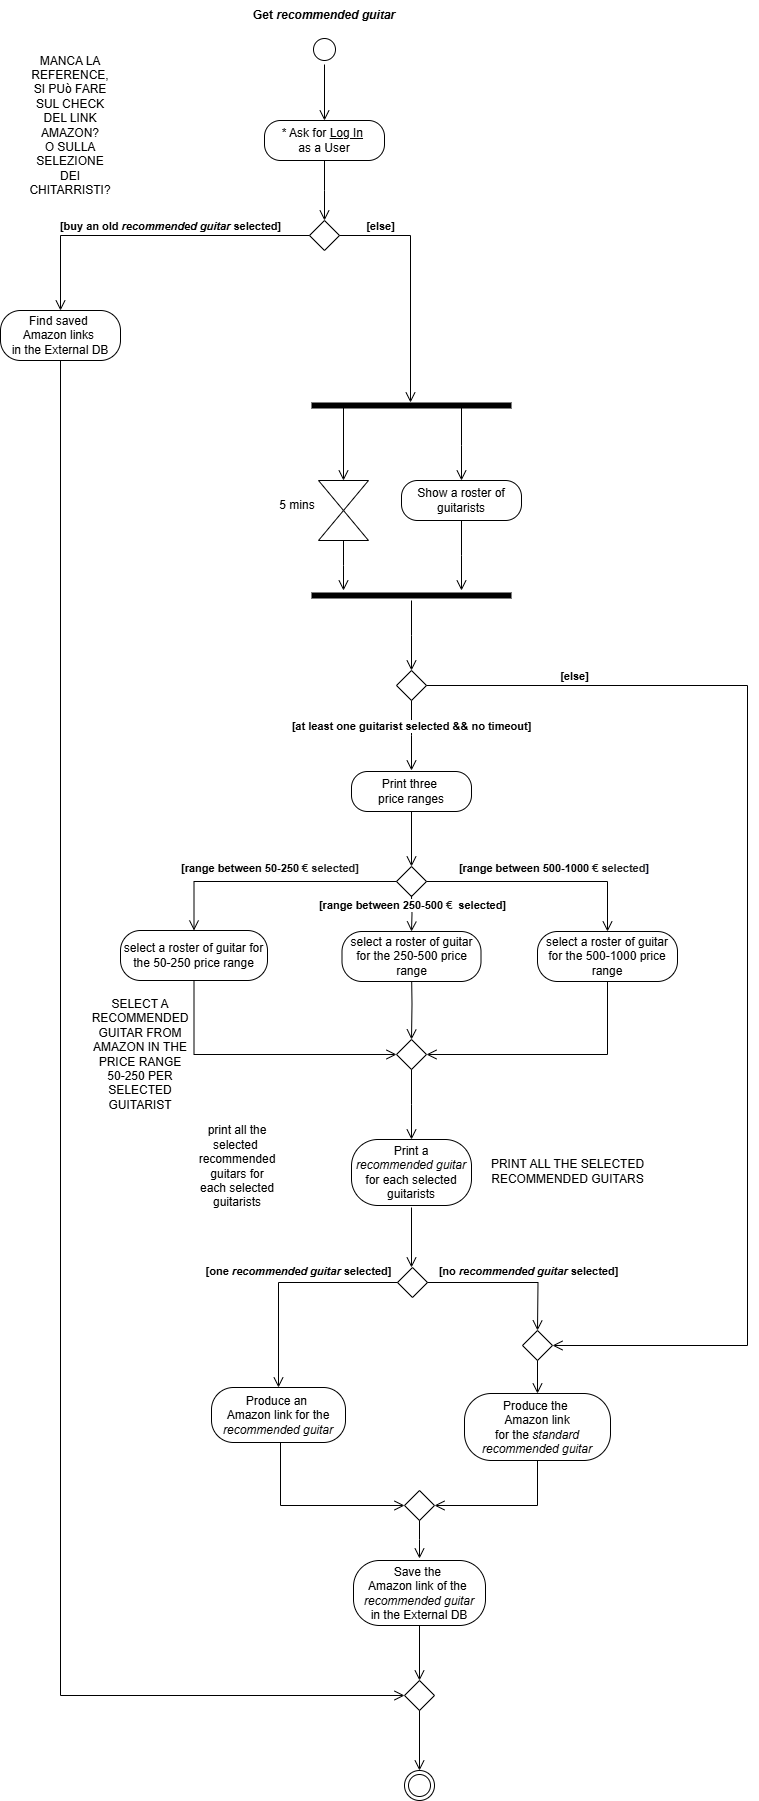 Get recommended guitar
MANCA LA
REFERENCE,
SI PUò FARE
SUL CHECK
DEL LINK
AMAZON?
O SULLA
SELEZIONE
DEI
CHITARRISTI?
* Ask for Log In
as a User
[buy an old recommended guitar selected]
[else]
Find saved
Amazon links
in the External DB
5 mins
Show a roster of
guitarists
[else]
[at least one guitarist selected && no timeout]
Print three
price ranges
[range between 50-250 € selected]
[range between 500-1000 € selected]
[range between 250-500 € selected]
select a roster of guitar for
the 50-250 price range
select a roster of guitar
for the 250-500 price
range
select a roster of guitar
for the 500-1000 price
range
SELECT A
RECOMMENDED
GUITAR FROM
AMAZON IN THE
PRICE RANGE
50-250 PER
SELECTED
GUITARIST
print all the
selected
recommended
guitars for
each selected
guitarists
Print a
recommended guitar
for each selected
guitarists
PRINT ALL THE SELECTED
RECOMMENDED GUITARS
[one recommended guitar selected]
[no recommended guitar selected]
Produce an
Amazon link for the
recommended guitar
Produce the
Amazon link
for the standard
recommended guitar
Save the
Amazon link of the
recommended guitar
in the External DB